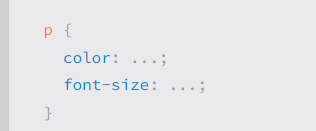 p {
  color: ...;
  font-size: ...;
}